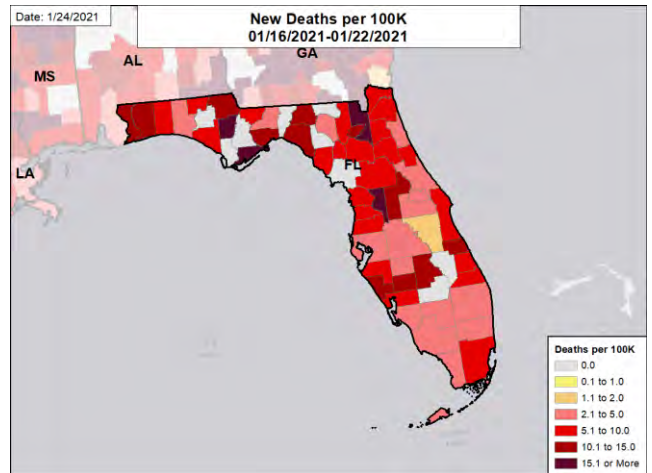 Date: 1/24/2021
New Deaths per 100K
01/16/2021-01/22/2021
GA
AL
MS
LA
FL
Deaths per 100K
0.0
0.1 to 1.0
1.1 to 2.0
2.1 to 5.0
5.1 to 10.0
10.1 to 15.0
15.1 or More